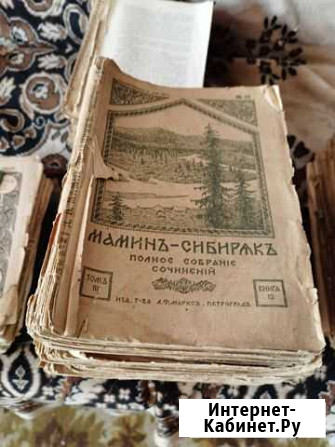 МАМИНЪ-СИБИРЯКЪ
ПОЛНОЕ СОБРАНІЕ
СОЧИНЕНІЙ
ТОМЪ
III
КНИГА
12
ИЗД. Т-ВА А.Ф.МАРКСЪ, ПЕТРОГРАДЪ.
Интернет-
Кабинет.Ру